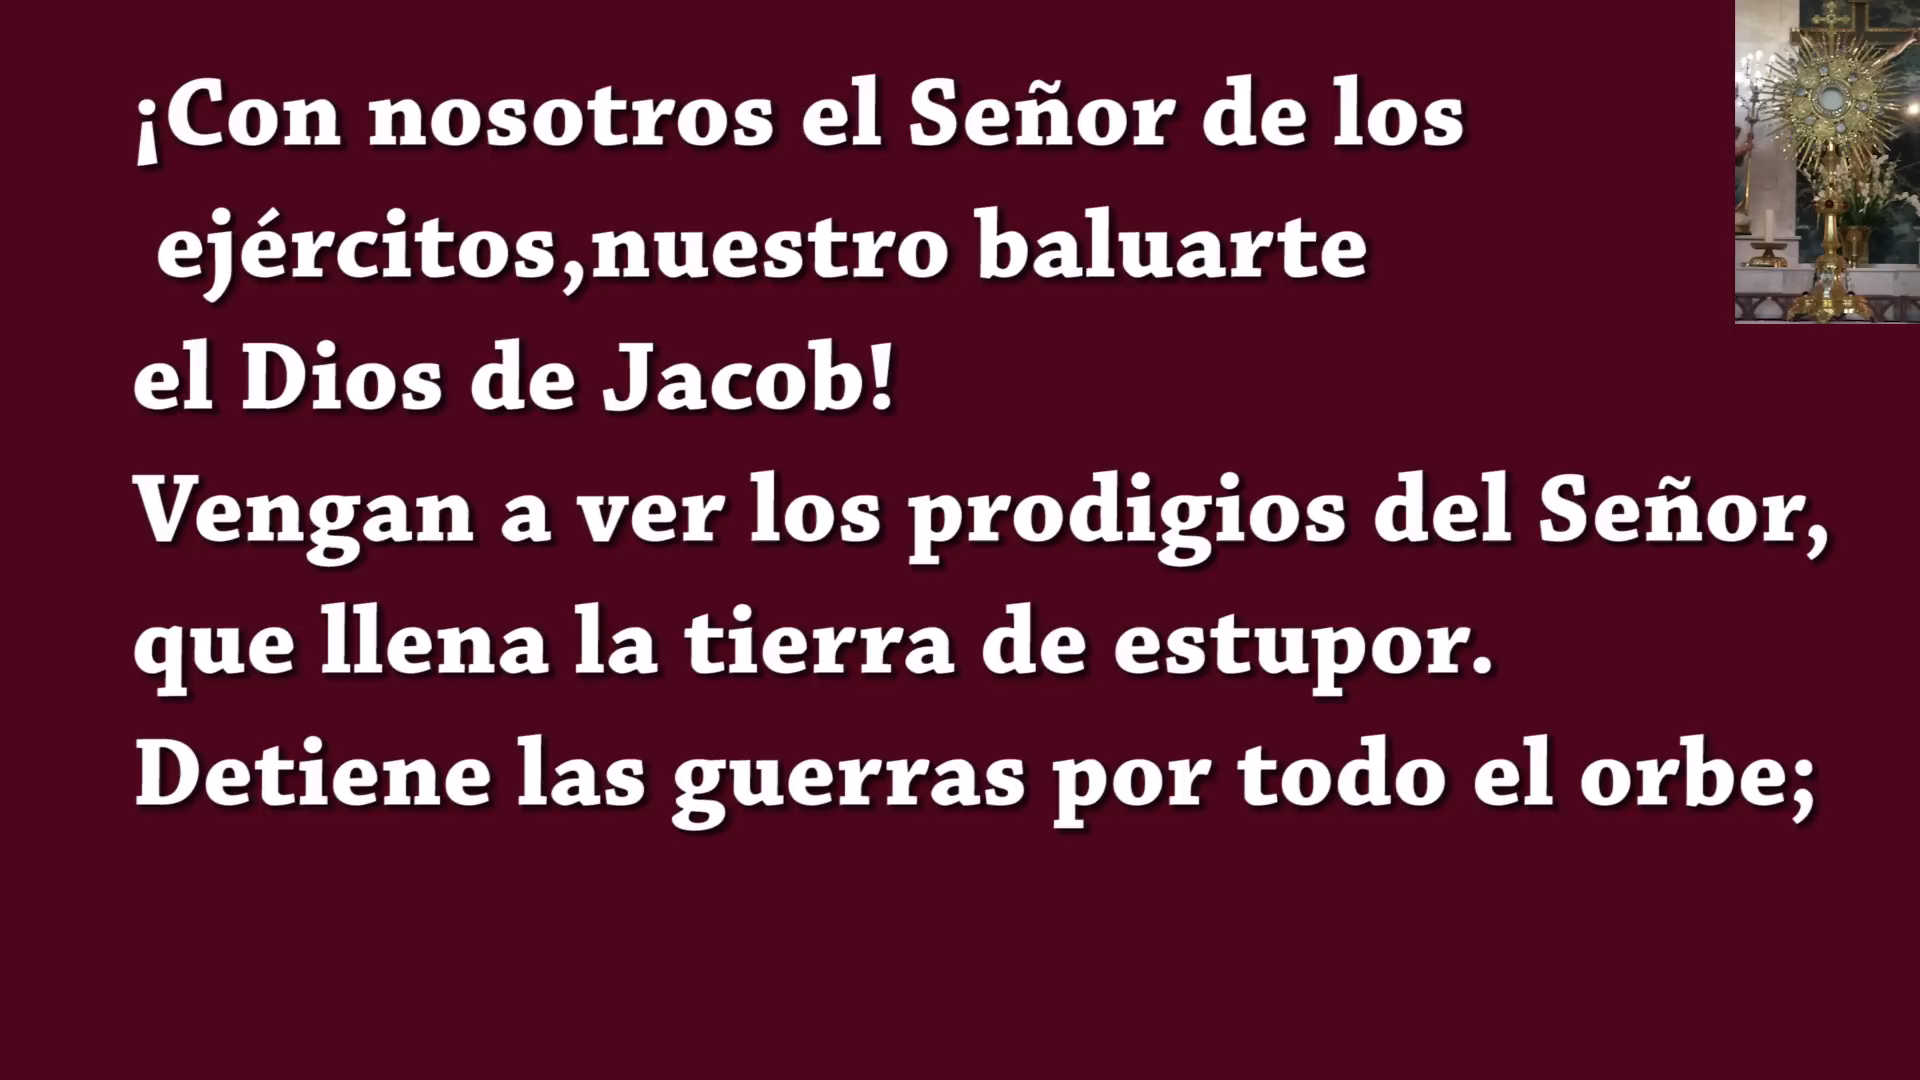 ¡Con nosotros el Señor de los
ejércitos,nuestro baluarte
el Dios de Jacob!
Vengan a ver los prodigios del Señor,
que llena la tierra de estupor.
Detiene las guerras por todo el orbe;